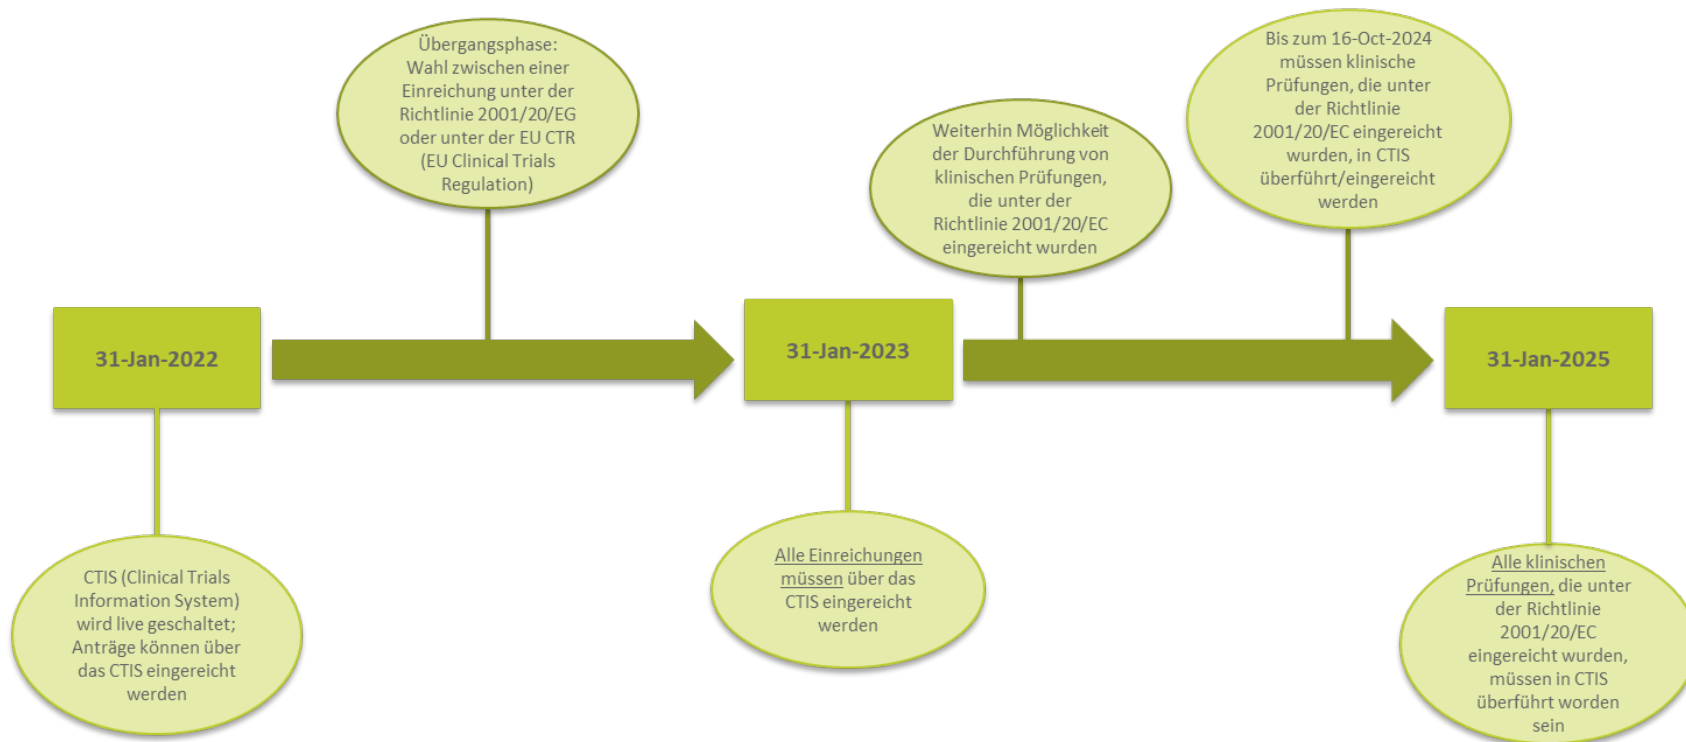 Übergangsphase:
Wahl zwischen einer
Einreichung unter der
Richtlinie 2001/20/EG
oder unter der EU CTR
(EU Clinical Trials
Regulation)
Weiterhin Möglichkeit
der Durchführung von
klinischen Prüfungen,
die unter der
Richtlinie 2001/20/EC
eingereicht wurden
Bis zum 16-Oct-2024
müssen klinische
Prüfungen, die unter
der Richtlinie
2001/20/EC eingereicht
wurden, in CTIS
überführt/eingereicht
werden
31-Jan-2022
31-Jan-2023
31-Jan-2025
CTIS (Clinical Trials
Information System)
wird live geschaltet;
Anträge können über
das CTIS eingereicht
werden
Alle Einreichungen
müssen über das
CTIS eingereicht
werden
Alle klinischen
Prüfungen, die unter
der Richtlinie
2001/20/EC
eingereicht wurden,
müssen in CTIS
überführt worden
sein